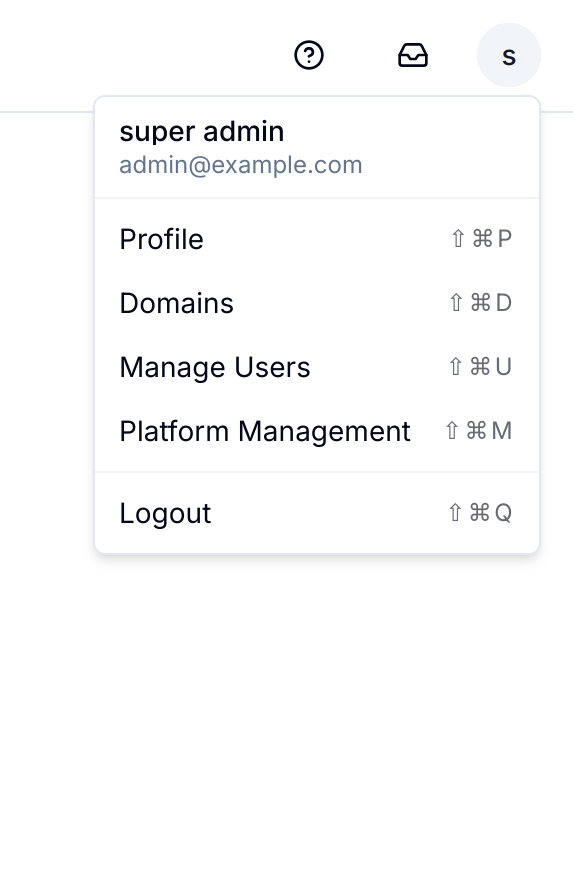 s
super admin
admin@example.com
Profile ⇧⌘P
Domains ⇧⌘D
Manage Users ⇧⌘U
Platform Management ⇧⌘M
Logout ⇧⌘Q